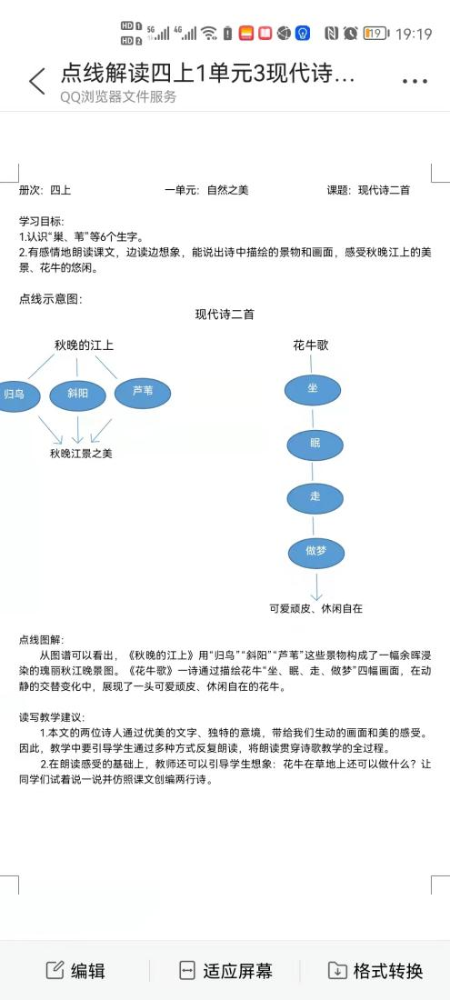 HD 1 5G 4G 19 19:19
HD 2
点线解读四上1单元3现代诗...
QQ浏览器文件服务
册次：四上 一单元：自然之美 课题：现代诗二首
学习目标：
1.认识“巢、苇”等6个生字。
2.有感情地朗读课文，边读边想象，能说出诗中描绘的景物和画面，感受秋晚江上的美
景、花牛的悠闲。
点线示意图：
现代诗二首
秋晚的江上 花牛歌
归鸟 斜阳 芦苇 坐
眠
秋晚江景之美
走
做梦
可爱顽皮、休闲自在
点线图解：
从图谱可以看出，《秋晚的江上》用“归鸟”“斜阳”“芦苇”这些景物构成了一幅余晖浸
染的瑰丽秋江晚景图。《花牛歌》一诗通过描绘花牛“坐、眠、走、做梦”四幅画面，在动
静的交替变化中，展现了一头可爱顽皮、休闲自在的花牛。
读写教学建议：
1.本文的两位诗人通过优美的文字、独特的意境，带给我们生动的画面和美的感受。
因此，教学中要引导学生通过多种方式反复朗读，将朗读贯穿诗歌教学的全过程。
2.在朗读感受的基础上，教师还可以引导学生想象：花牛在草地上还可以做什么？让
同学们试着说一说并仿照课文创编两行诗。
编辑 适应屏幕 格式转换